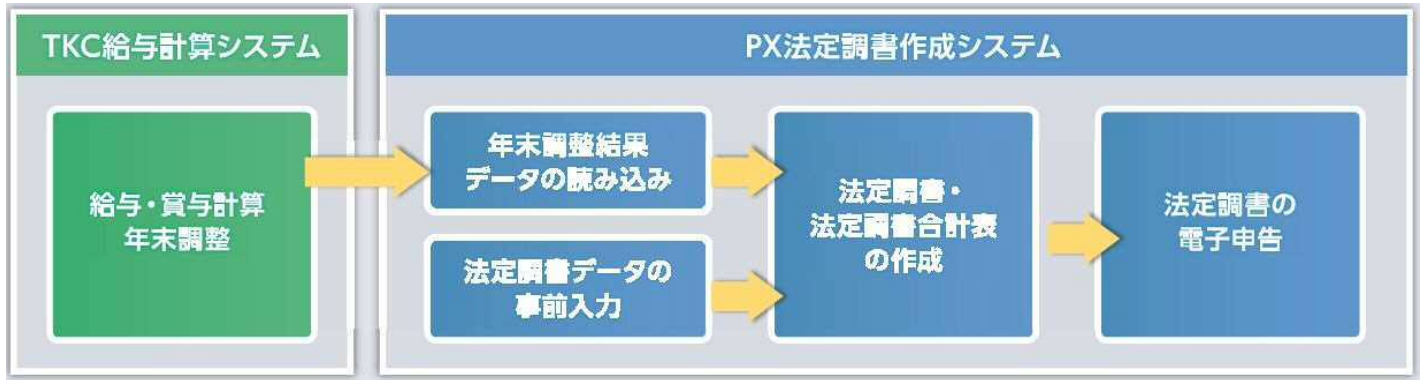 TKC給与計算システム
PX法定調書作成システム
給与・賞与計算
年末調整
年末調整結果
データの読み込み
法定調書データの
事前入力
法定調書・
法定調書合計表
の作成
法定調書の
電子申告